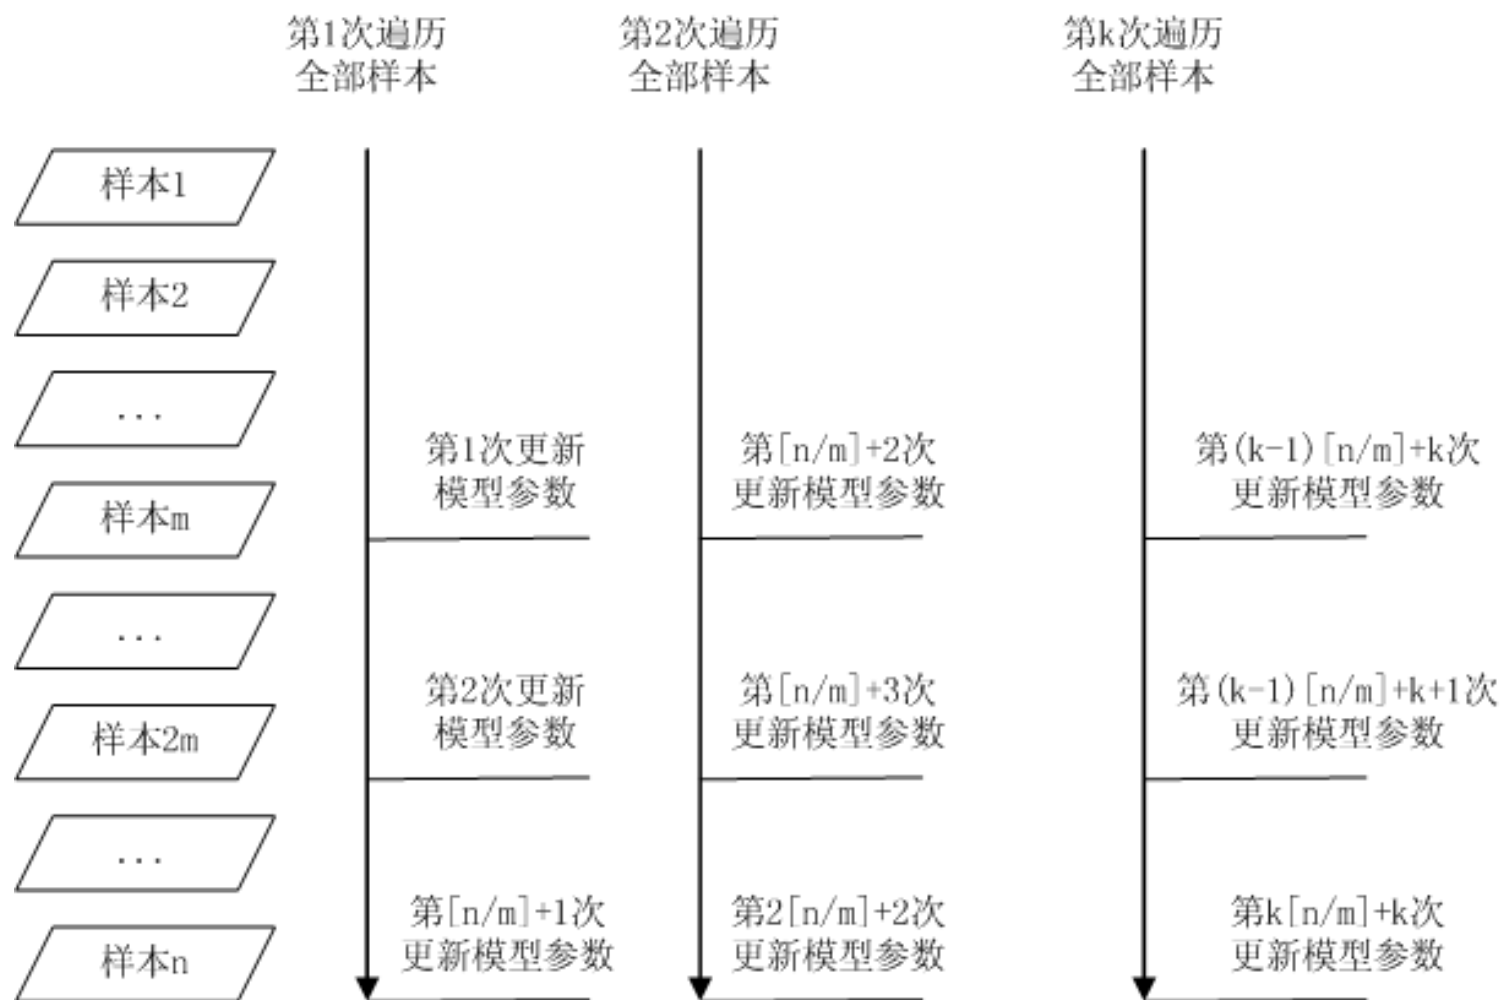 第1次遍历
全部样本
第2次遍历
全部样本
第k次遍历
全部样本
样本1
样本2
...
第1次更新
模型参数
第[n/m]+2次
更新模型参数
第(k-1)[n/m]+k次
更新模型参数
样本m
...
第2次更新
模型参数
第[n/m]+3次
更新模型参数
第(k-1)[n/m]+k+1次
更新模型参数
样本2m
...
第[n/m]+1次
更新模型参数
第2[n/m]+2次
更新模型参数
第k[n/m]+k次
更新模型参数
样本n